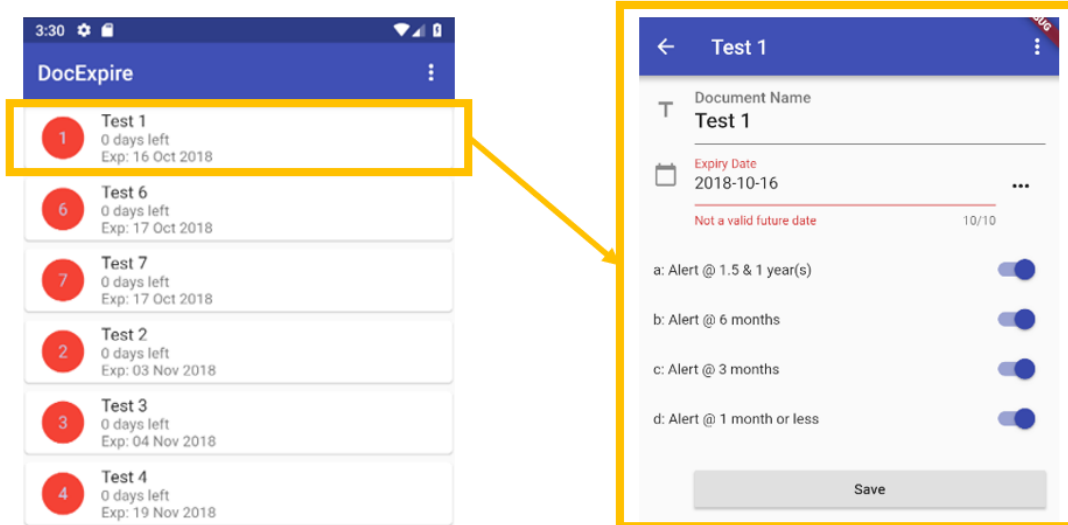 3:30
DocExpire
1
Test 1
0 days left
Exp: 16 Oct 2018
6
Test 6
0 days left
Exp: 17 Oct 2018
7
Test 7
0 days left
Exp: 17 Oct 2018
2
Test 2
0 days left
Exp: 03 Nov 2018
3
Test 3
0 days left
Exp: 04 Nov 2018
4
Test 4
0 days left
Exp: 19 Nov 2018
Test 1
Document Name
Test 1
Expiry Date
2018-10-16
Not a valid future date 10/10
a: Alert @ 1.5 & 1 year(s)
b: Alert @ 6 months
c: Alert @ 3 months
d: Alert @ 1 month or less
Save